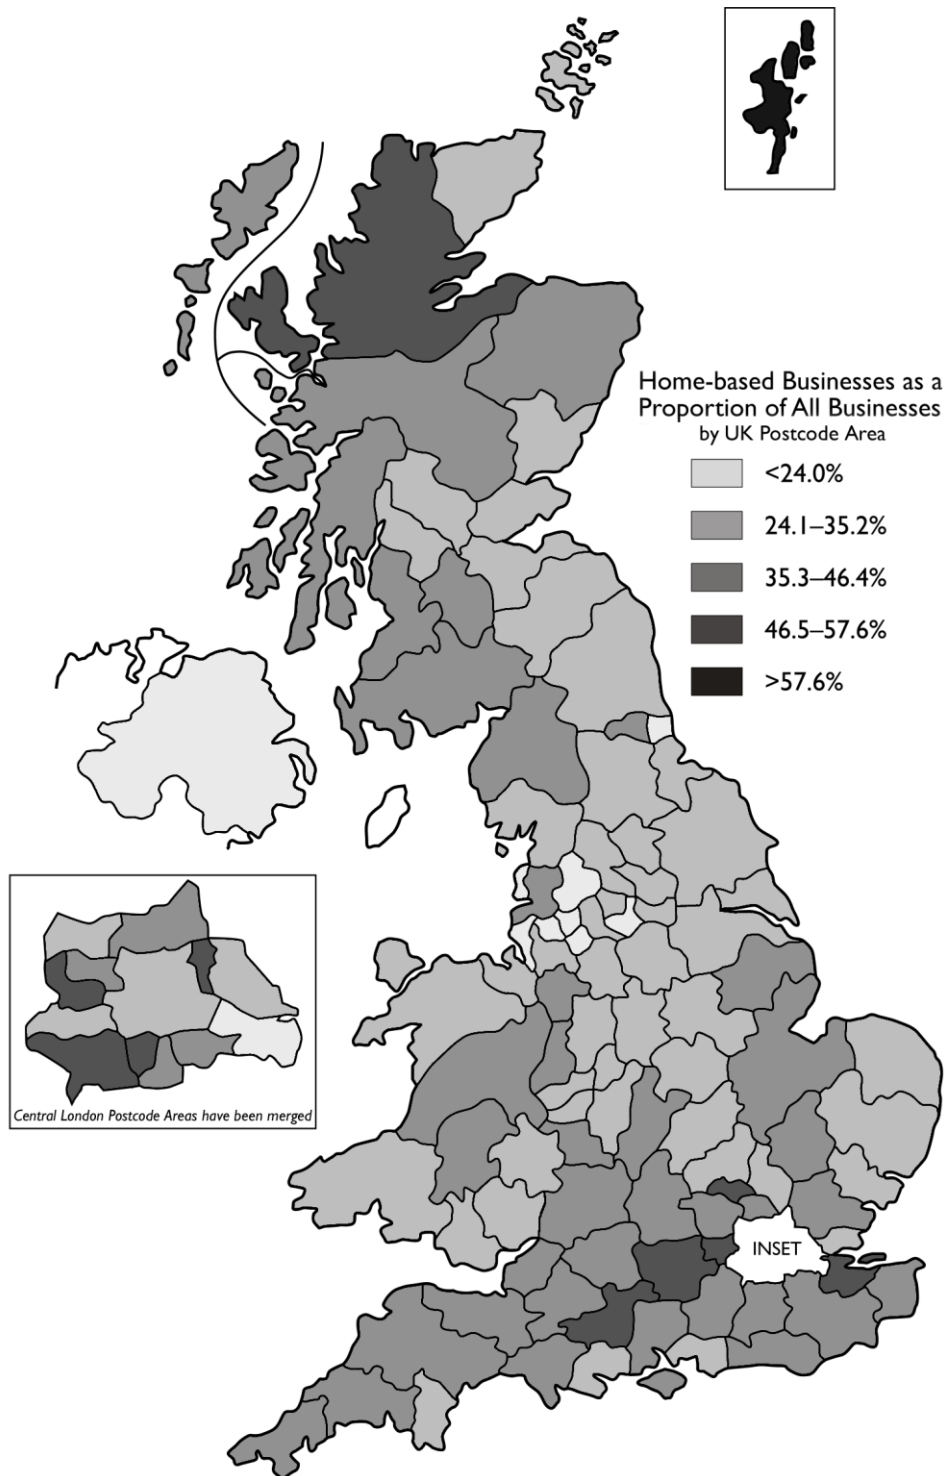 Home-based Businesses as a
Proportion of All Businesses
by UK Postcode Area
<24.0%
24.1–35.2%
35.3–46.4%
46.5–57.6%
>57.6%
Central London Postcode Areas have been merged
INSET